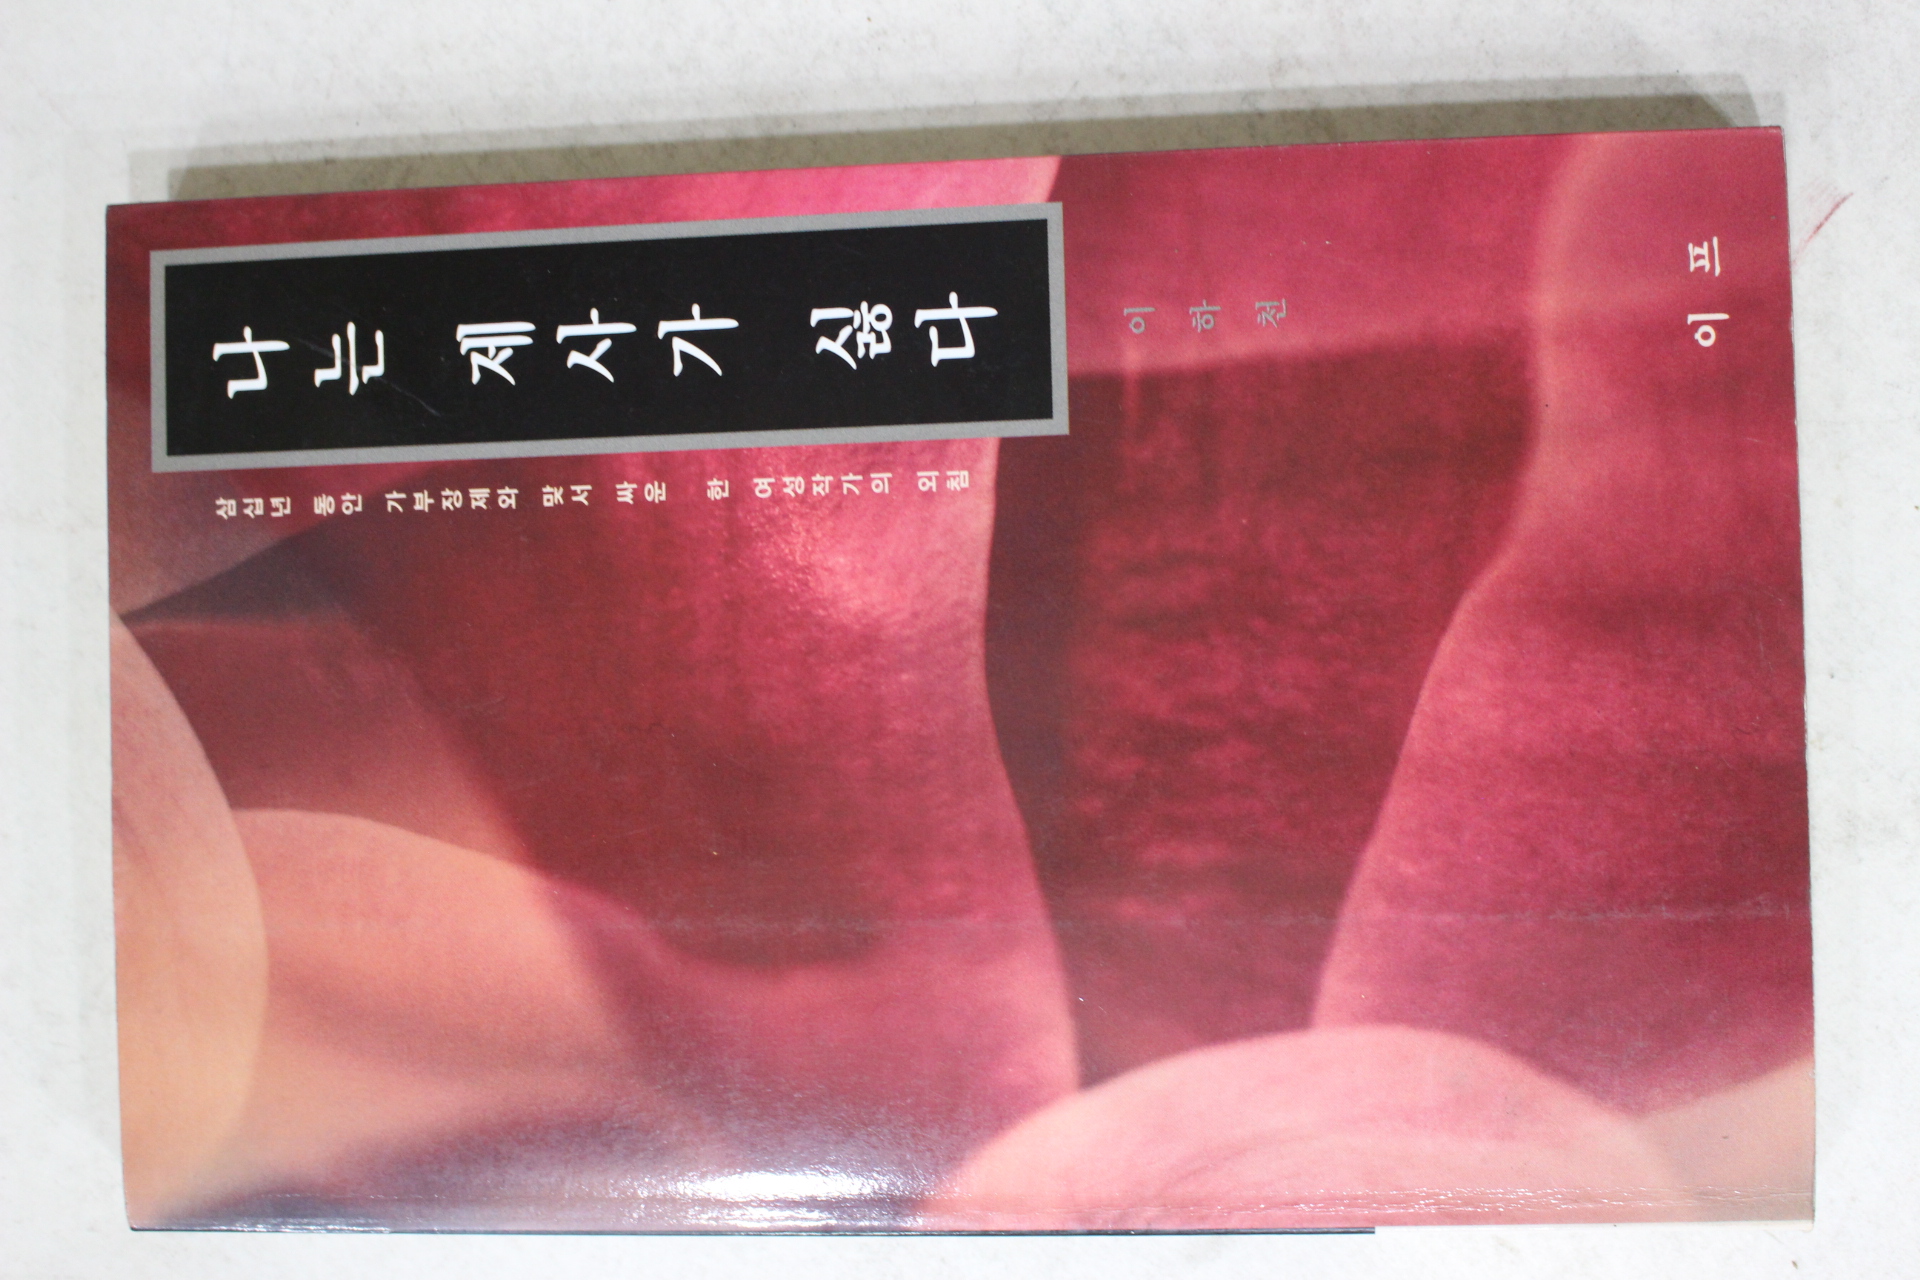 나는 제사가 싫다
삼십년 동안 가부장제와 맞서 싸운 한 여성작가의 외침
이하천
이프